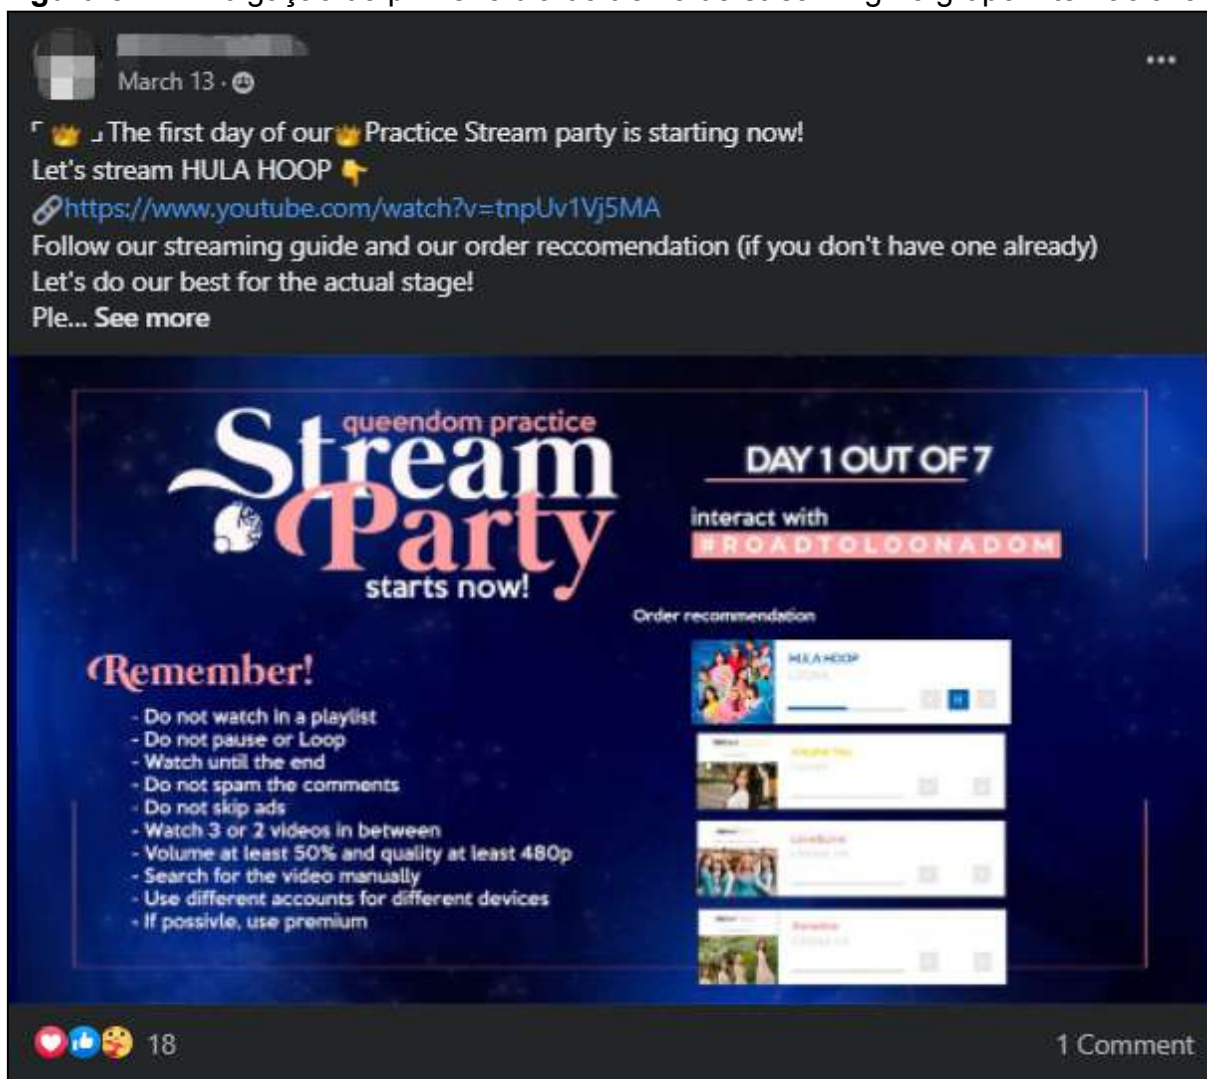 March 13
「 👑 」The first day of our👑Practice Stream party is starting now!
Let's stream HULA HOOP 👇
🔗https://www.youtube.com/watch?v=tnpUv1Vj5MA
Follow our streaming guide and our order reccomendation (if you don't have one already)
Let's do our best for the actual stage!
Ple... See more
queendom practice
Stream
Party
starts now!
DAY 1 OUT OF 7
interact with
#ROADTOLOONADOM
Order recommendation
HULA HOOP
LOONA
Remember!
- Do not watch in a playlist
- Do not pause or Loop
- Watch until the end
- Do not spam the comments
- Do not skip ads
- Watch 3 or 2 videos in between
- Volume at least 50% and quality at least 480p
- Search for the video manually
- Use different accounts for different devices
- If possivle, use premium
18
1 Comment